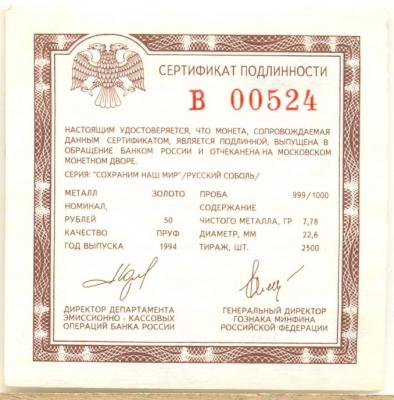 СЕРТИФИКАТ ПОДЛИННОСТИ
В 00524
НАСТОЯЩИМ УДОСТОВЕРЯЕТСЯ, ЧТО МОНЕТА, СОПРОВОЖДАЕМАЯ
ДАННЫМ СЕРТИФИКАТОМ, ЯВЛЯЕТСЯ ПОДЛИННОЙ, ВЫПУЩЕНА В
ОБРАЩЕНИЕ БАНКОМ РОССИИ И ОТЧЕКАНЕНА НА МОСКОВСКОМ
МОНЕТНОМ ДВОРЕ.
СЕРИЯ: "СОХРАНИМ НАШ МИР"/РУССКИЙ СОБОЛЬ/
МЕТАЛЛ ЗОЛОТО ПРОБА 999/1000
НОМИНАЛ, СОДЕРЖАНИЕ
РУБЛЕЙ 50 ЧИСТОГО МЕТАЛЛА, ГР 7,78
КАЧЕСТВО ПРУФ ДИАМЕТР, ММ 22,6
ГОД ВЫПУСКА 1994 ТИРАЖ, ШТ. 2500
ДИРЕКТОР ДЕПАРТАМЕНТА
ЭМИССИОННО - КАССОВЫХ
ОПЕРАЦИЙ БАНКА РОССИИ
ГЕНЕРАЛЬНЫЙ ДИРЕКТОР
ГОЗНАКА МИНФИНА
РОССИЙСКОЙ ФЕДЕРАЦИИ